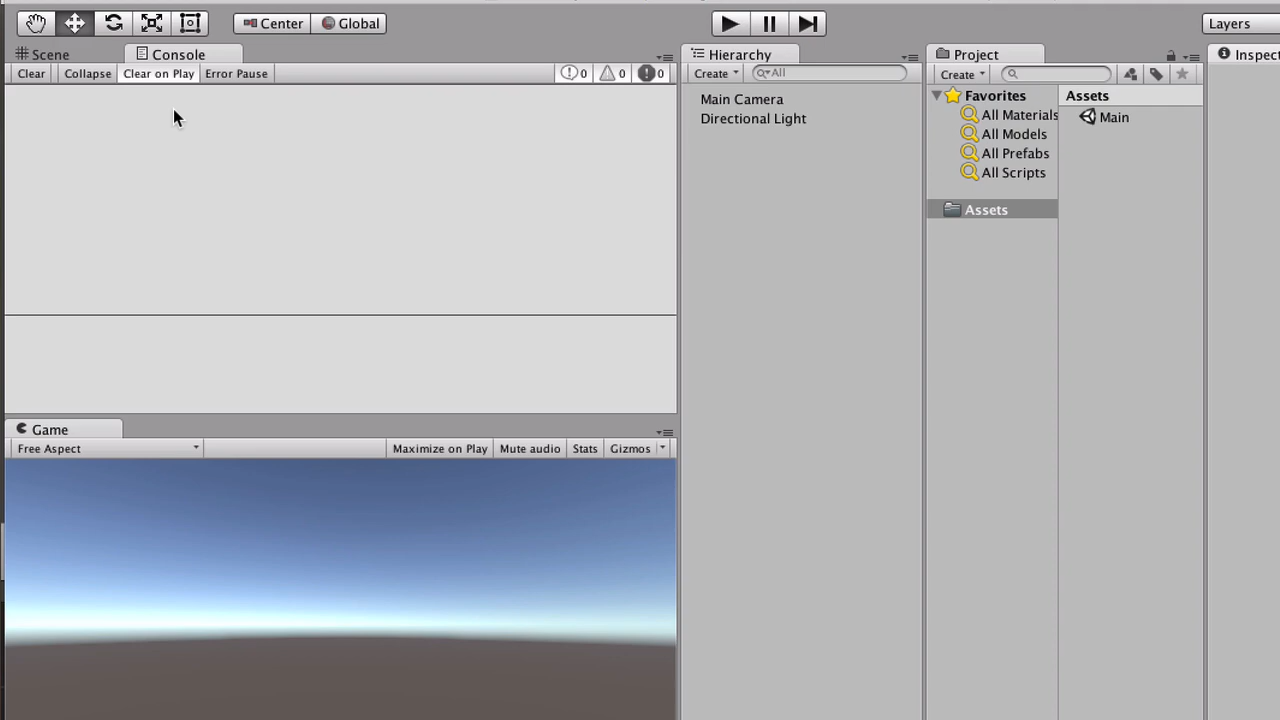 Center Global Layers
Scene Console Hierarchy Project Inspect
Clear Collapse Clear on Play Error Pause 0 0 0 Create All Create
Main Camera
Directional Light
Favorites
All Materials
All Models
All Prefabs
All Scripts
Assets
Assets
Main
Game
Free Aspect Maximize on Play Mute audio Stats Gizmos